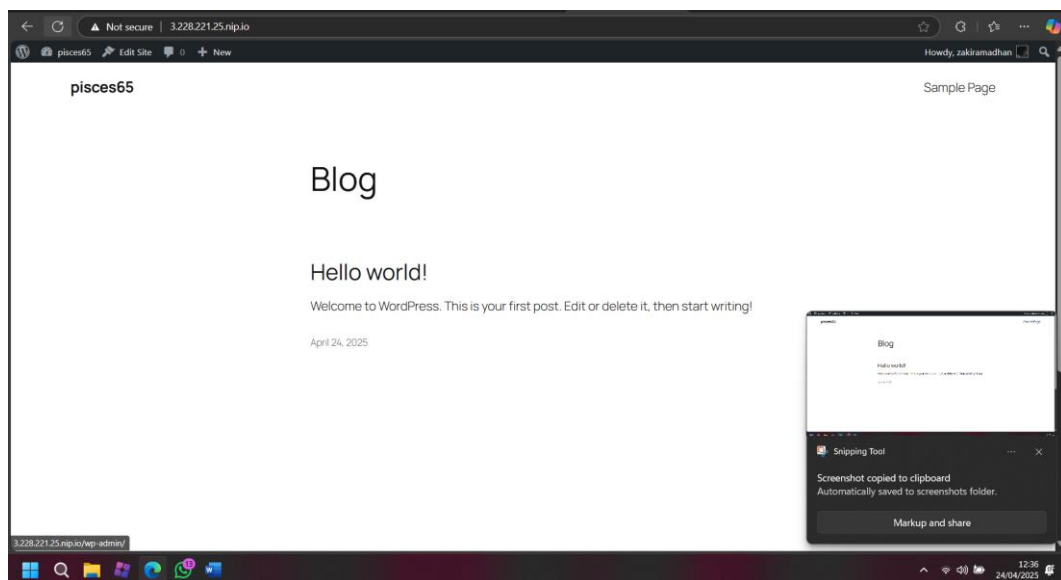 Not secure 3.228.221.25.nip.io
pisces65 Edit Site 0 + New Howdy, zakiramadhan
pisces65 Sample Page
Blog
Hello world!
Welcome to WordPress. This is your first post. Edit or delete it, then start writing!
April 24, 2025
Blog
Hello world!
Snipping Tool
Screenshot copied to clipboard
Automatically saved to screenshots folder.
Markup and share
3.228.221.25.nip.io/wp-admin/
12:36
24/04/2025